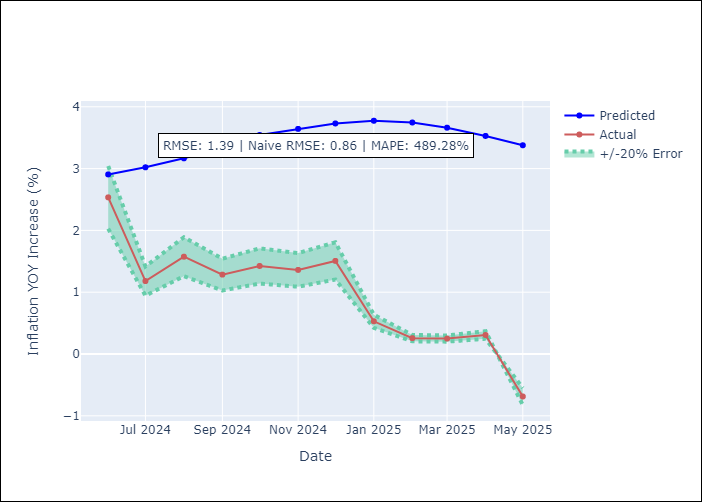 Predicted
Actual
+/-20% Error
RMSE: 1.39 | Naive RMSE: 0.86 | MAPE: 489.28%
Inflation YOY Increase (%)
4
3
2
1
0
−1
Jul 2024 Sep 2024 Nov 2024 Jan 2025 Mar 2025 May 2025
Date